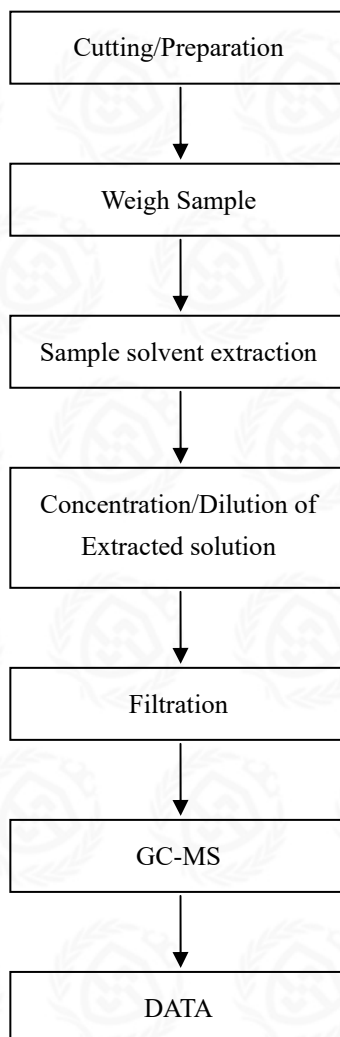 Cutting/Preparation
Weigh Sample
Sample solvent extraction
Concentration/Dilution of
Extracted solution
Filtration
GC-MS
DATA